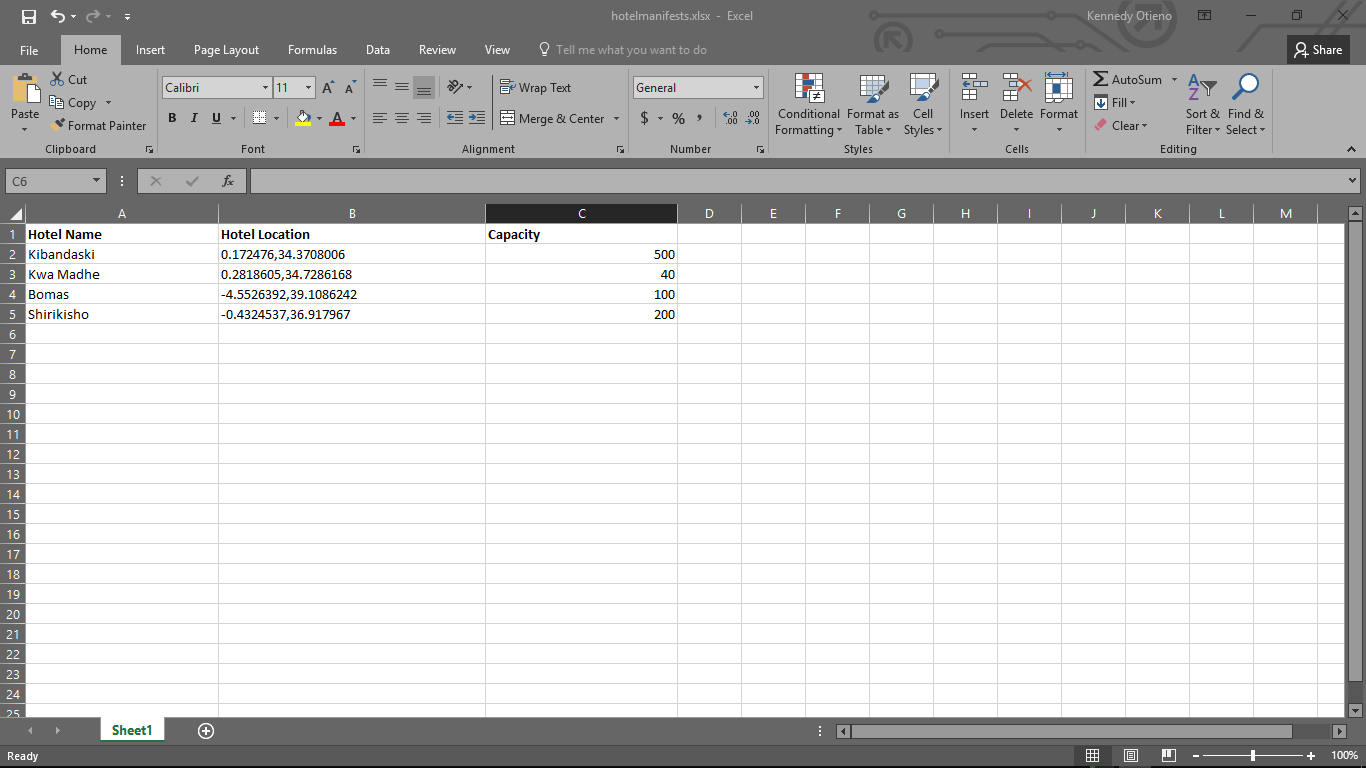 hotelmanifests.xlsx - Excel
Kennedy Otieno
File Home Insert Page Layout Formulas Data Review View Tell me what you want to do Share
Paste
Cut
Copy
Format Painter
Clipboard
Calibri 11
B I U A A A
Font
Wrap Text
Merge & Center
Alignment
General
$ % ,
Number
Conditional Formatting
Format as Table
Cell Styles
Styles
Insert Delete Format
Cells
AutoSum
Fill
Clear
Sort & Filter
Find & Select
Editing
C6 fx
A B C D E F G H I J K L M
1 Hotel Name Hotel Location Capacity
2 Kibandaski 0.172476,34.3708006 500
3 Kwa Madhe 0.2818605,34.7286168 40
4 Bomas -4.5526392,39.1086242 100
5 Shirikisho -0.4324537,36.917967 200
6
7
8
9
10
11
12
13
14
15
16
17
18
19
20
21
22
23
24
25
Sheet1
Ready 100%